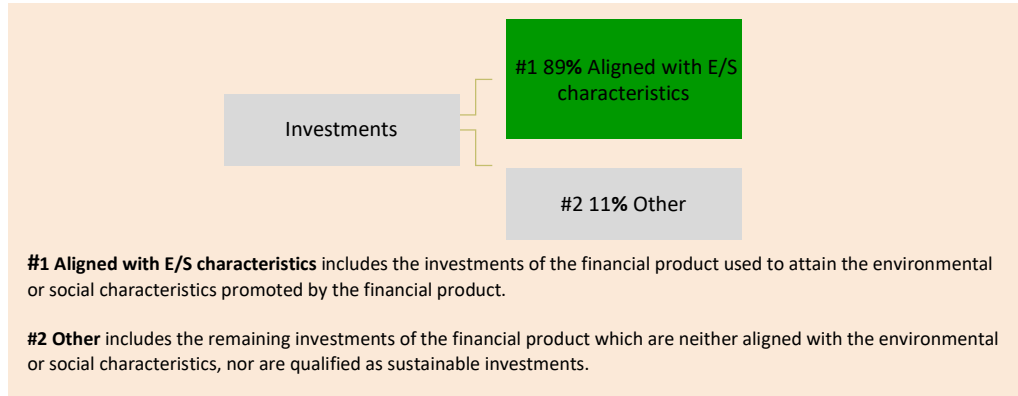 #1 89% Aligned with E/S
characteristics
Investments
#2 11% Other
#1 Aligned with E/S characteristics includes the investments of the financial product used to attain the environmental
or social characteristics promoted by the financial product.
#2 Other includes the remaining investments of the financial product which are neither aligned with the environmental
or social characteristics, nor are qualified as sustainable investments.